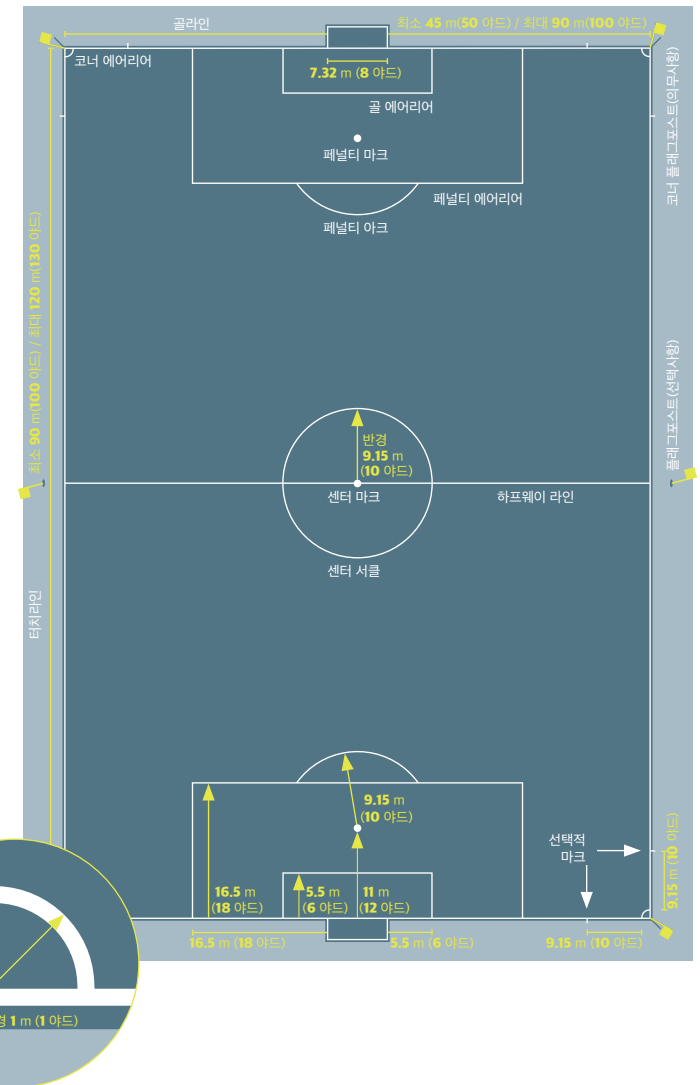 골라인
최소 45 m(50 야드) / 최대 90 m(100 야드)
코너 에어리어
7.32 m (8 야드)
골 에어리어
페널티 마크
페널티 에어리어
페널티 아크
코너 플래그포스트(의무사항)
최소 90 m(100 야드) / 최대 120 m(130 야드)
플래그포스트(선택사항)
반경
9.15 m
(10 야드)
센터 마크
하프웨이 라인
센터 서클
터치라인
9.15 m
(10 야드)
선택적
마크
9.15 m (10 야드)
16.5 m
(18 야드)
5.5 m
(6 야드)
11 m
(12 야드)
16.5 m (18 야드)
5.5 m (6 야드)
9.15 m (10 야드)
1 m (1 야드)